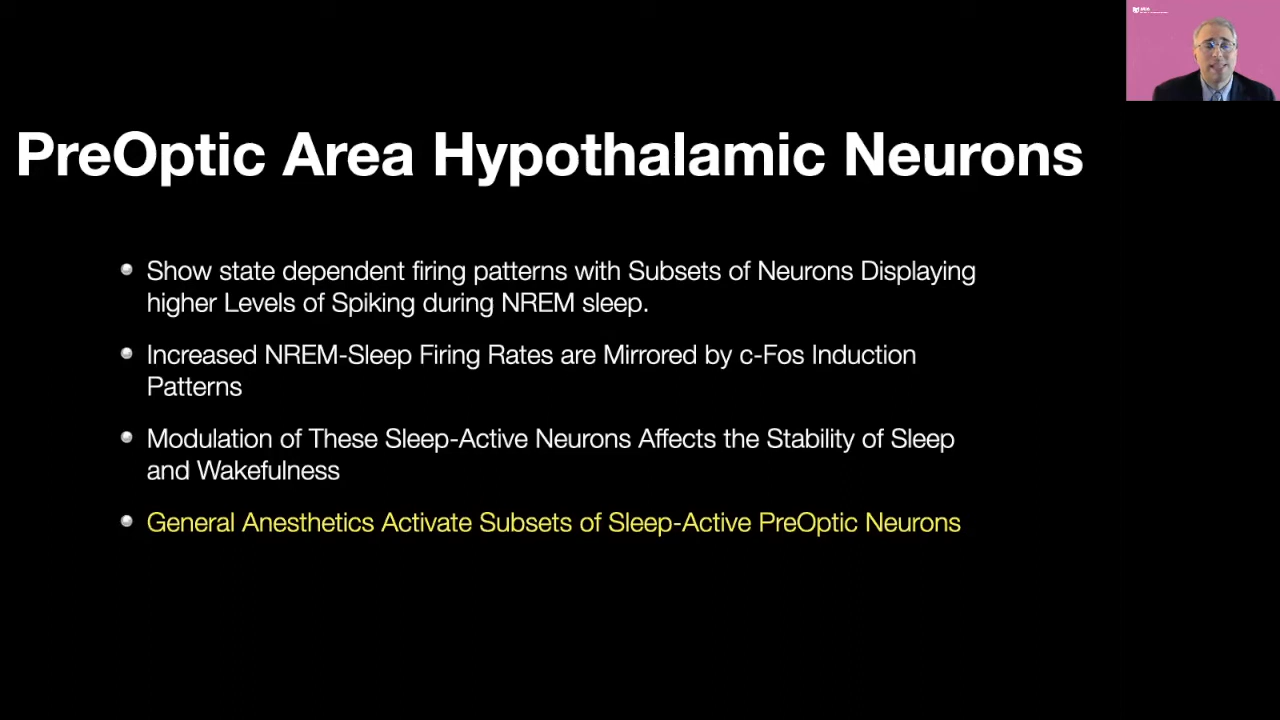 PreOptic Area Hypothalamic Neurons
Show state dependent firing patterns with Subsets of Neurons Displaying
higher Levels of Spiking during NREM sleep.
Increased NREM-Sleep Firing Rates are Mirrored by c-Fos Induction
Patterns
Modulation of These Sleep-Active Neurons Affects the Stability of Sleep
and Wakefulness
General Anesthetics Activate Subsets of Sleep-Active PreOptic Neurons